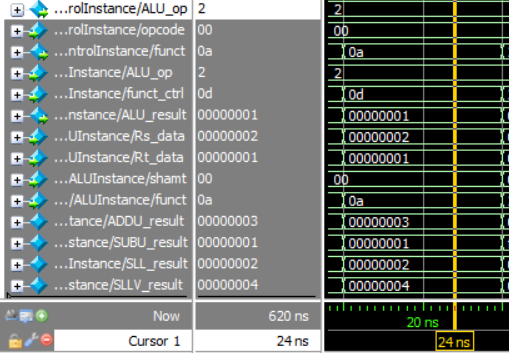 ...rolInstance/ALU_op 2 2
...rolInstance/opcode 00 00
...ntrolInstance/funct 0a 0a
...Instance/ALU_op 2 2
...Instance/funct_ctrl 0d 0d
...nstance/ALU_result 00000001 00000001
...UInstance/Rs_data 00000002 00000002
...UInstance/Rt_data 00000001 00000001
...ALUInstance/shamt 00 00
.../ALUInstance/funct 0a 0a
...tance/ADDU_result 00000003 00000003
...stance/SUBU_result 00000001 00000001
...Instance/SLL_result 00000002 00000002
...stance/SLLV_result 00000004 00000004
Now 620 ns 20 ns
Cursor 1 24 ns 24 ns